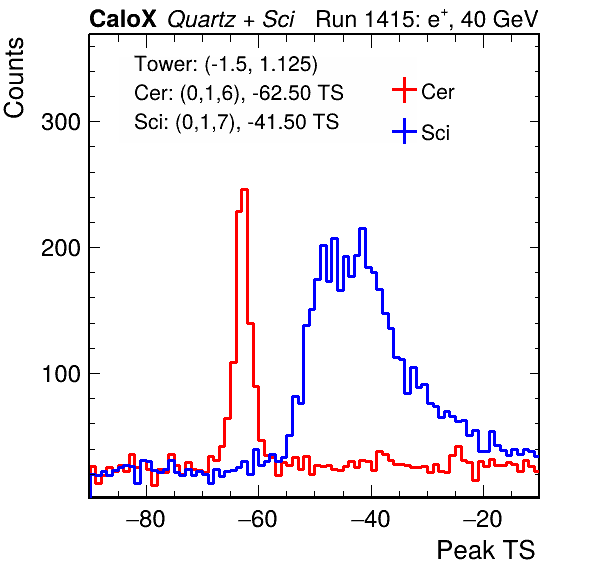 CaloX Quartz + Sci Run 1415: e+, 40 GeV
Counts
Tower: (-1.5, 1.125)
Cer: (0,1,6), -62.50 TS
Sci: (0,1,7), -41.50 TS
Cer
Sci
300
200
100
−80 −60 −40 −20
Peak TS